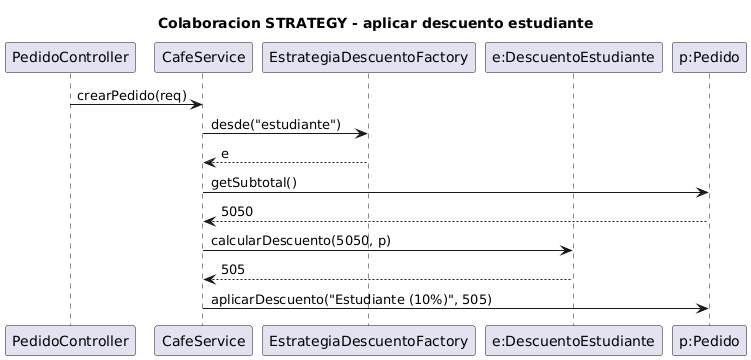 Colaboracion STRATEGY - aplicar descuento estudiante
PedidoController CafeService EstrategiaDescuentoFactory e:DescuentoEstudiante p:Pedido
crearPedido(req)
desde("estudiante")
e
getSubtotal()
5050
calcularDescuento(5050, p)
505
aplicarDescuento("Estudiante (10%)", 505)
PedidoController CafeService EstrategiaDescuentoFactory e:DescuentoEstudiante p:Pedido